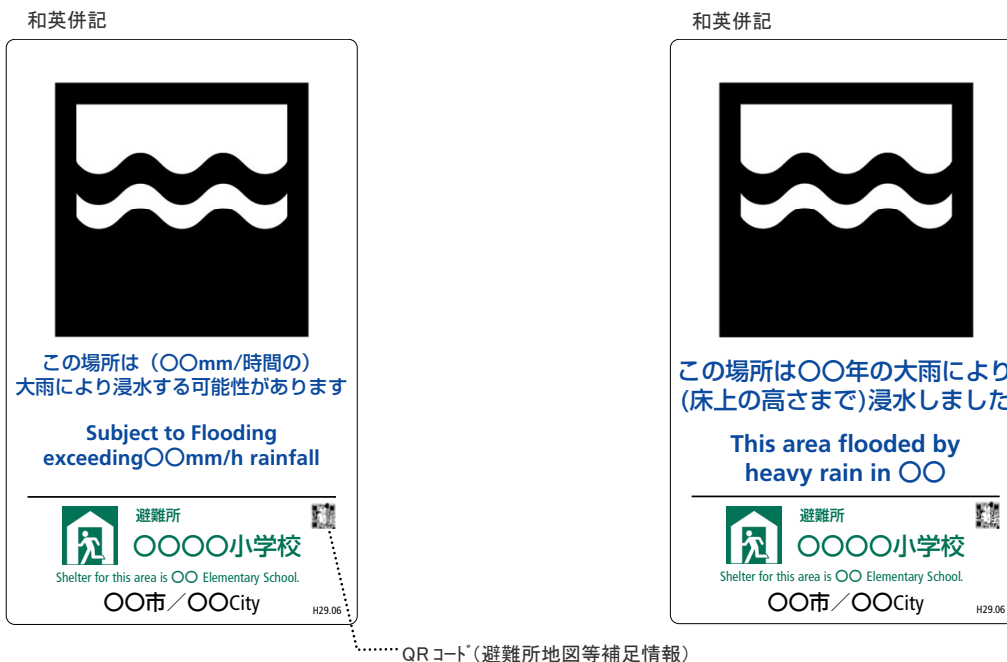 和英併記
この場所は（〇〇mm/時間の）
大雨により浸水する可能性があります
Subject to Flooding
exceeding〇〇mm/h rainfall
避難所
〇〇〇〇小学校
Shelter for this area is 〇〇 Elementary School.
〇〇市／〇〇City
H29.06
QRコード(避難所地図等補足情報)
和英併記
この場所は〇〇年の大雨により
(床上の高さまで)浸水しました
This area flooded by
heavy rain in 〇〇
避難所
〇〇〇〇小学校
Shelter for this area is 〇〇 Elementary School.
〇〇市／〇〇City
H29.06